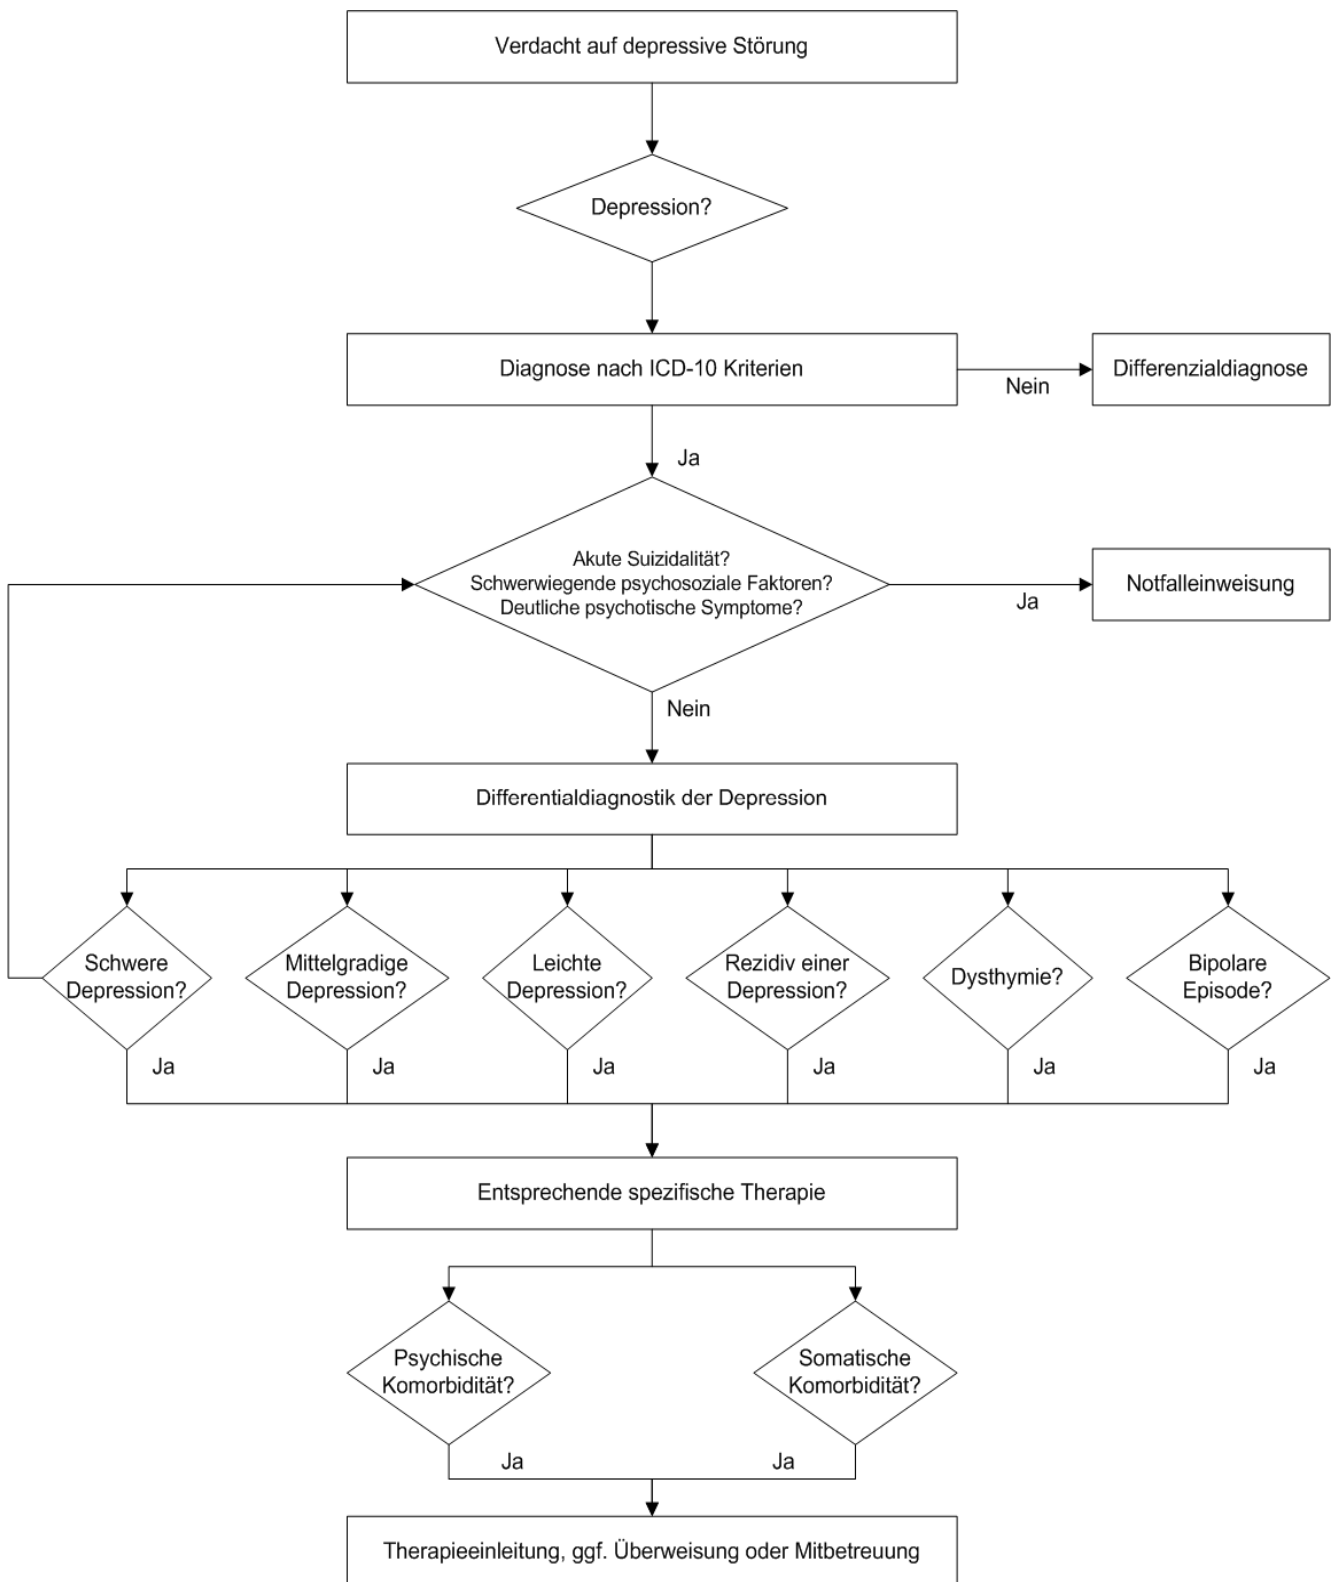 Verdacht auf depressive Störung
Depression?
Diagnose nach ICD-10 Kriterien
Nein
Differenzialdiagnose
Ja
Akute Suizidalität?
Schwerwiegende psychosoziale Faktoren?
Deutliche psychotische Symptome?
Ja
Notfalleinweisung
Nein
Differentialdiagnostik der Depression
Schwere
Depression?
Mittelgradige
Depression?
Leichte
Depression?
Rezidiv einer
Depression?
Dysthymie?
Bipolare
Episode?
Ja
Ja
Ja
Ja
Ja
Ja
Entsprechende spezifische Therapie
Psychische
Komorbidität?
Somatische
Komorbidität?
Ja
Ja
Therapieeinleitung, ggf. Überweisung oder Mitbetreuung